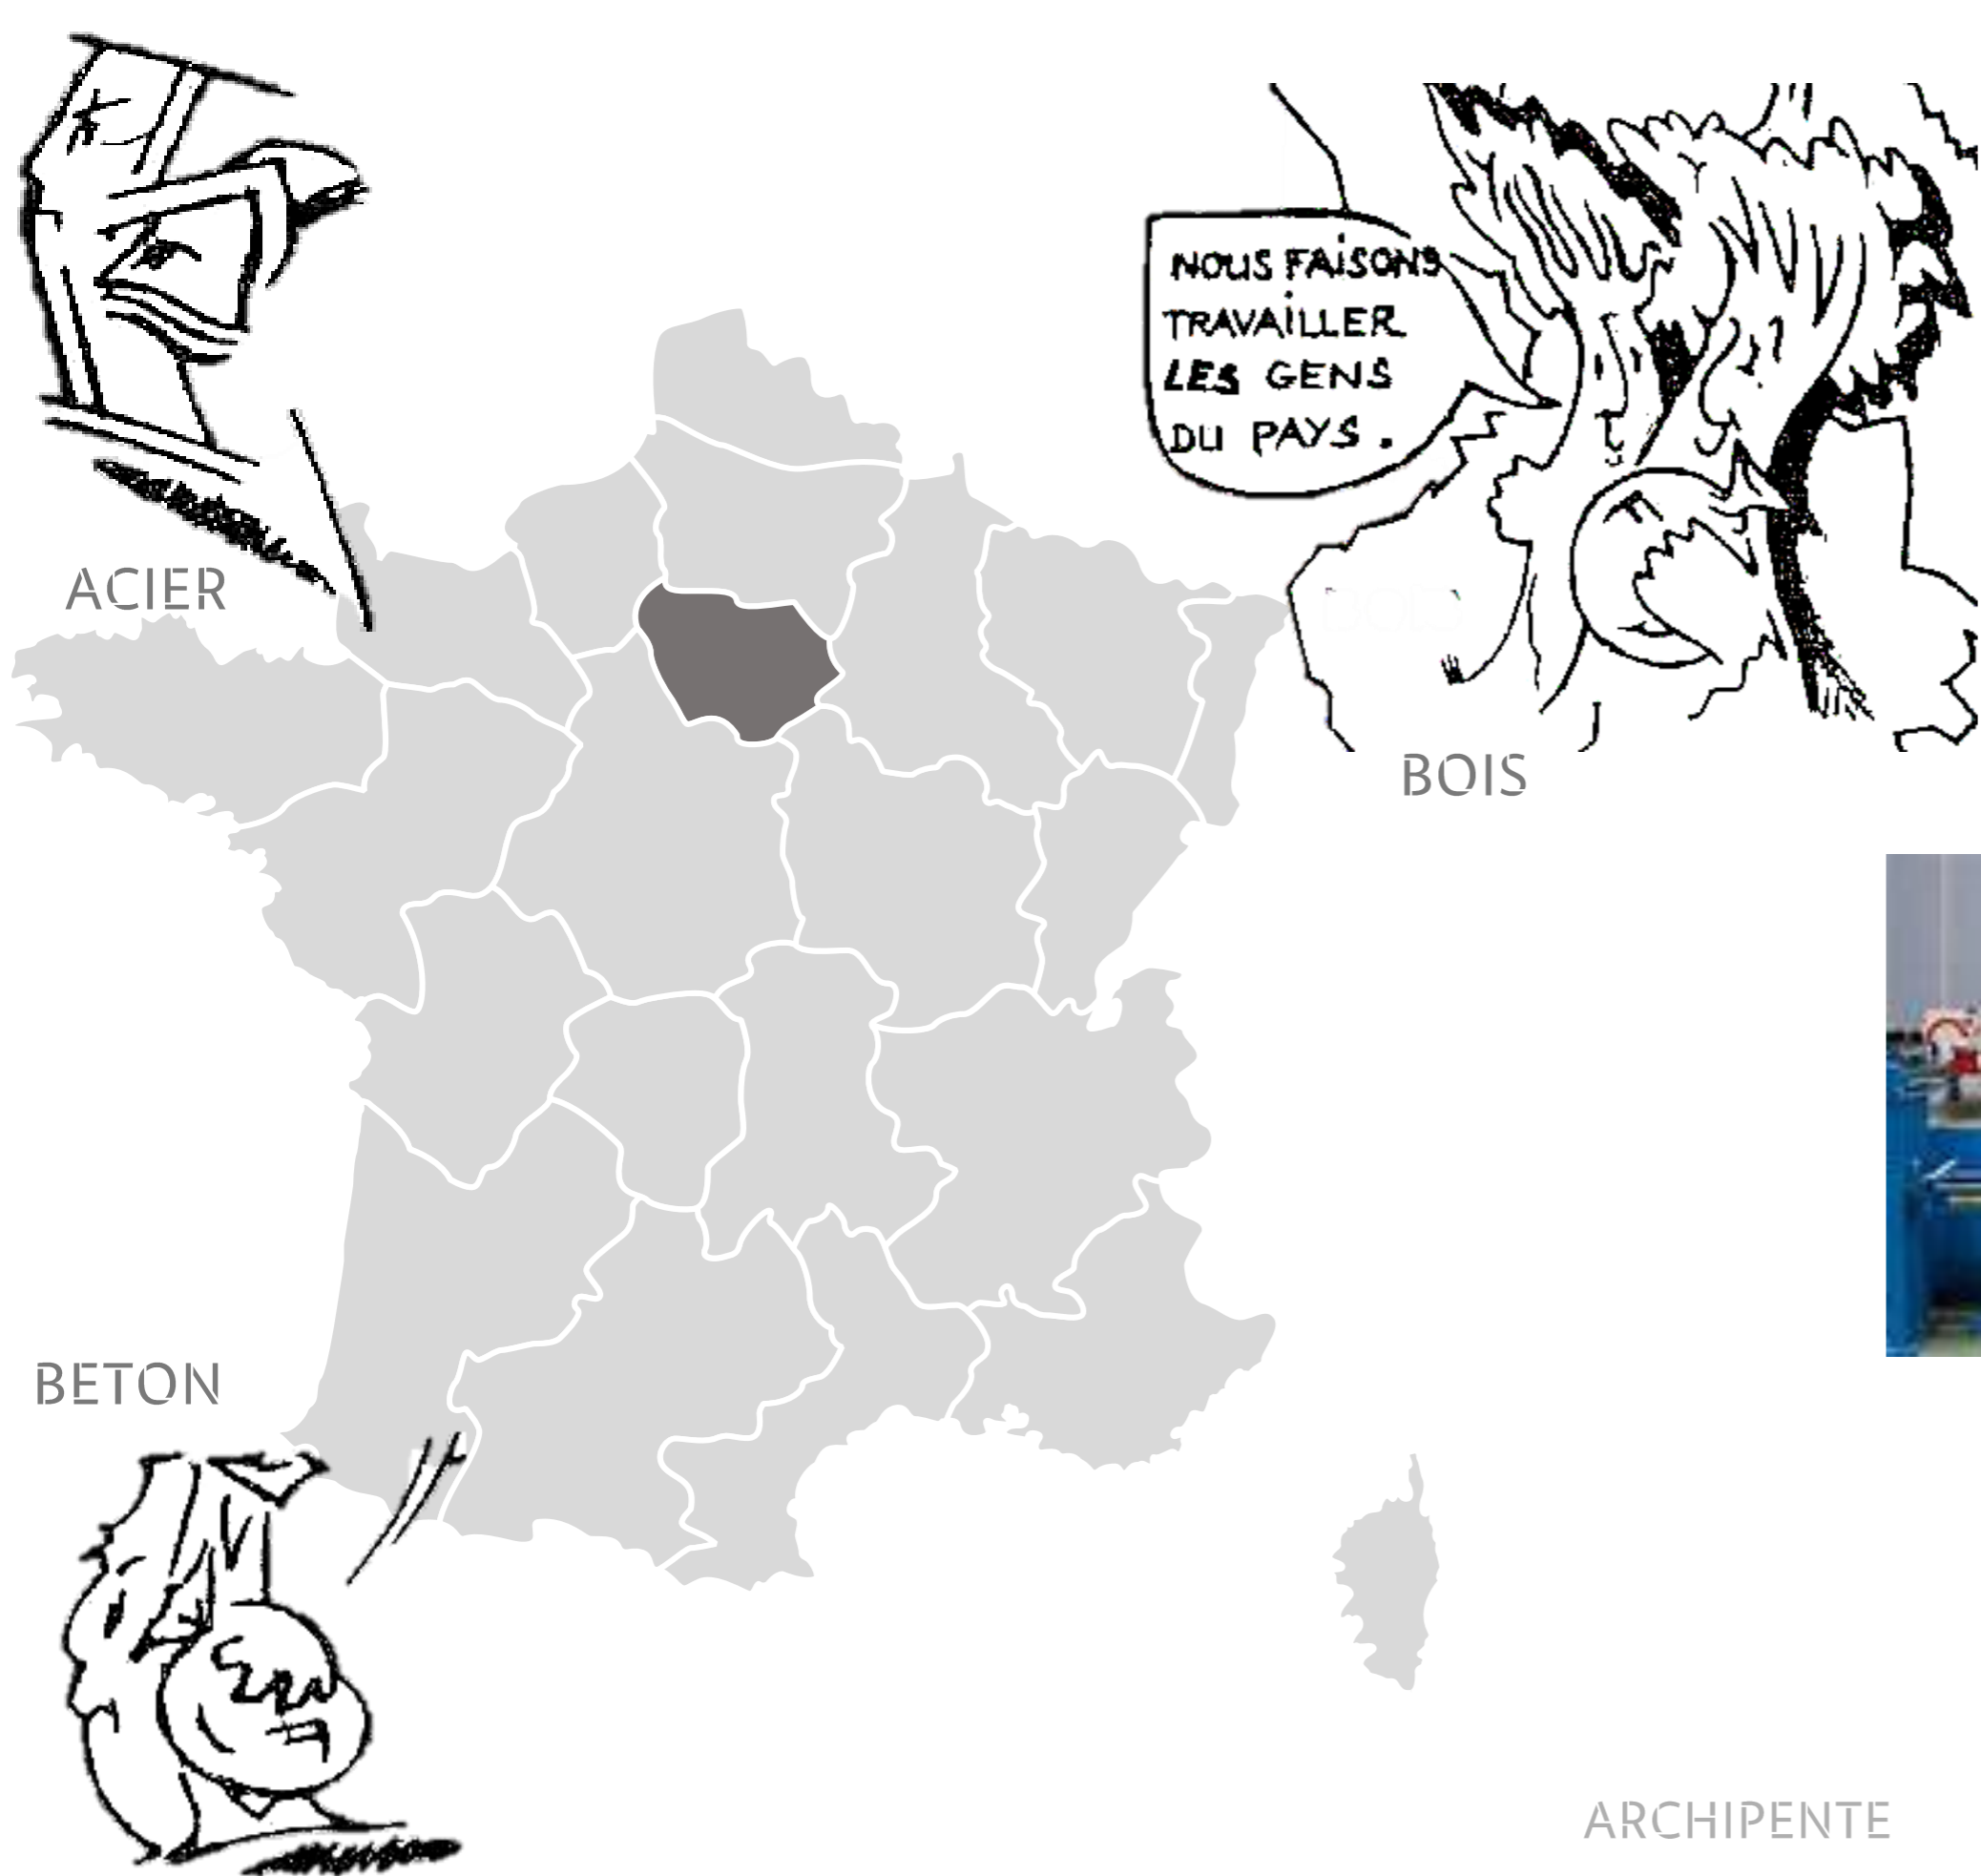 NOUS FAISONS
TRAVAILLER
LES GENS
DU PAYS.
ACIER
BOIS
BETON
ARCHIPENTE